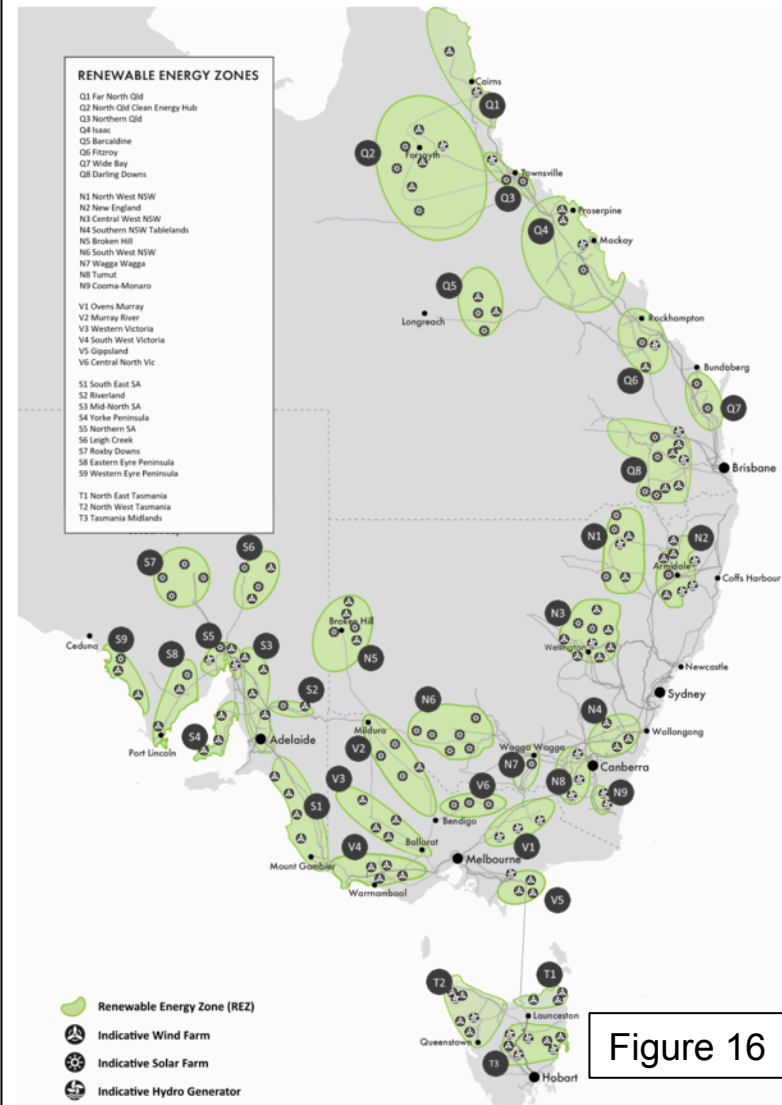 RENEWABLE ENERGY ZONES
Q1 Far North Qld
Q2 North Qld Clean Energy Hub
Q3 Northern Qld
Q4 Isaac
Q5 Barcaldine
Q6 Fitzroy
Q7 Wide Bay
Q8 Darling Downs
N1 North West NSW
N2 New England
N3 Central West NSW
N4 Southern NSW Tablelands
N5 Broken Hill
N6 South West NSW
N7 Wagga Wagga
N8 Tumut
N9 Cooma-Monaro
V1 Ovens Murray
V2 Murray River
V3 Western Victoria
V4 South West Victoria
V5 Gippsland
V6 Central North Vic
S1 South East SA
S2 Riverland
S3 Mid-North SA
S4 Yorke Peninsula
S5 Northern SA
S6 Leigh Creek
S7 Roxby Downs
S8 Eastern Eyre Peninsula
S9 Western Eyre Peninsula
T1 North East Tasmania
T2 North West Tasmania
T3 Tasmania Midlands
Cairns
Q1
Q2
Forsayth
Townsville
Q3
Proserpine
Q4
Mackay
Q5
Longreach
Rockhampton
Q6
Bundaberg
Q7
Q8
Brisbane
N1
N2
Armidale
Coffs Harbour
S7
S6
N3
Broken Hill
N5
Wellington
Ceduna
S9
S5
S3
S8
Newcastle
S2
Sydney
N6
N4
Mildura
Port Lincoln
S4
Adelaide
Wollongong
V2
Wagga Wagga
N7
Canberra
V3
V6
N8
N9
S1
Bendigo
Ballarat
V1
V4
Mount Gambier
Melbourne
Warrnambool
V5
T2
T1
Launceston
Queenstown
T3
Hobart
Renewable Energy Zone (REZ)
Indicative Wind Farm
Indicative Solar Farm
Indicative Hydro Generator
Figure 16